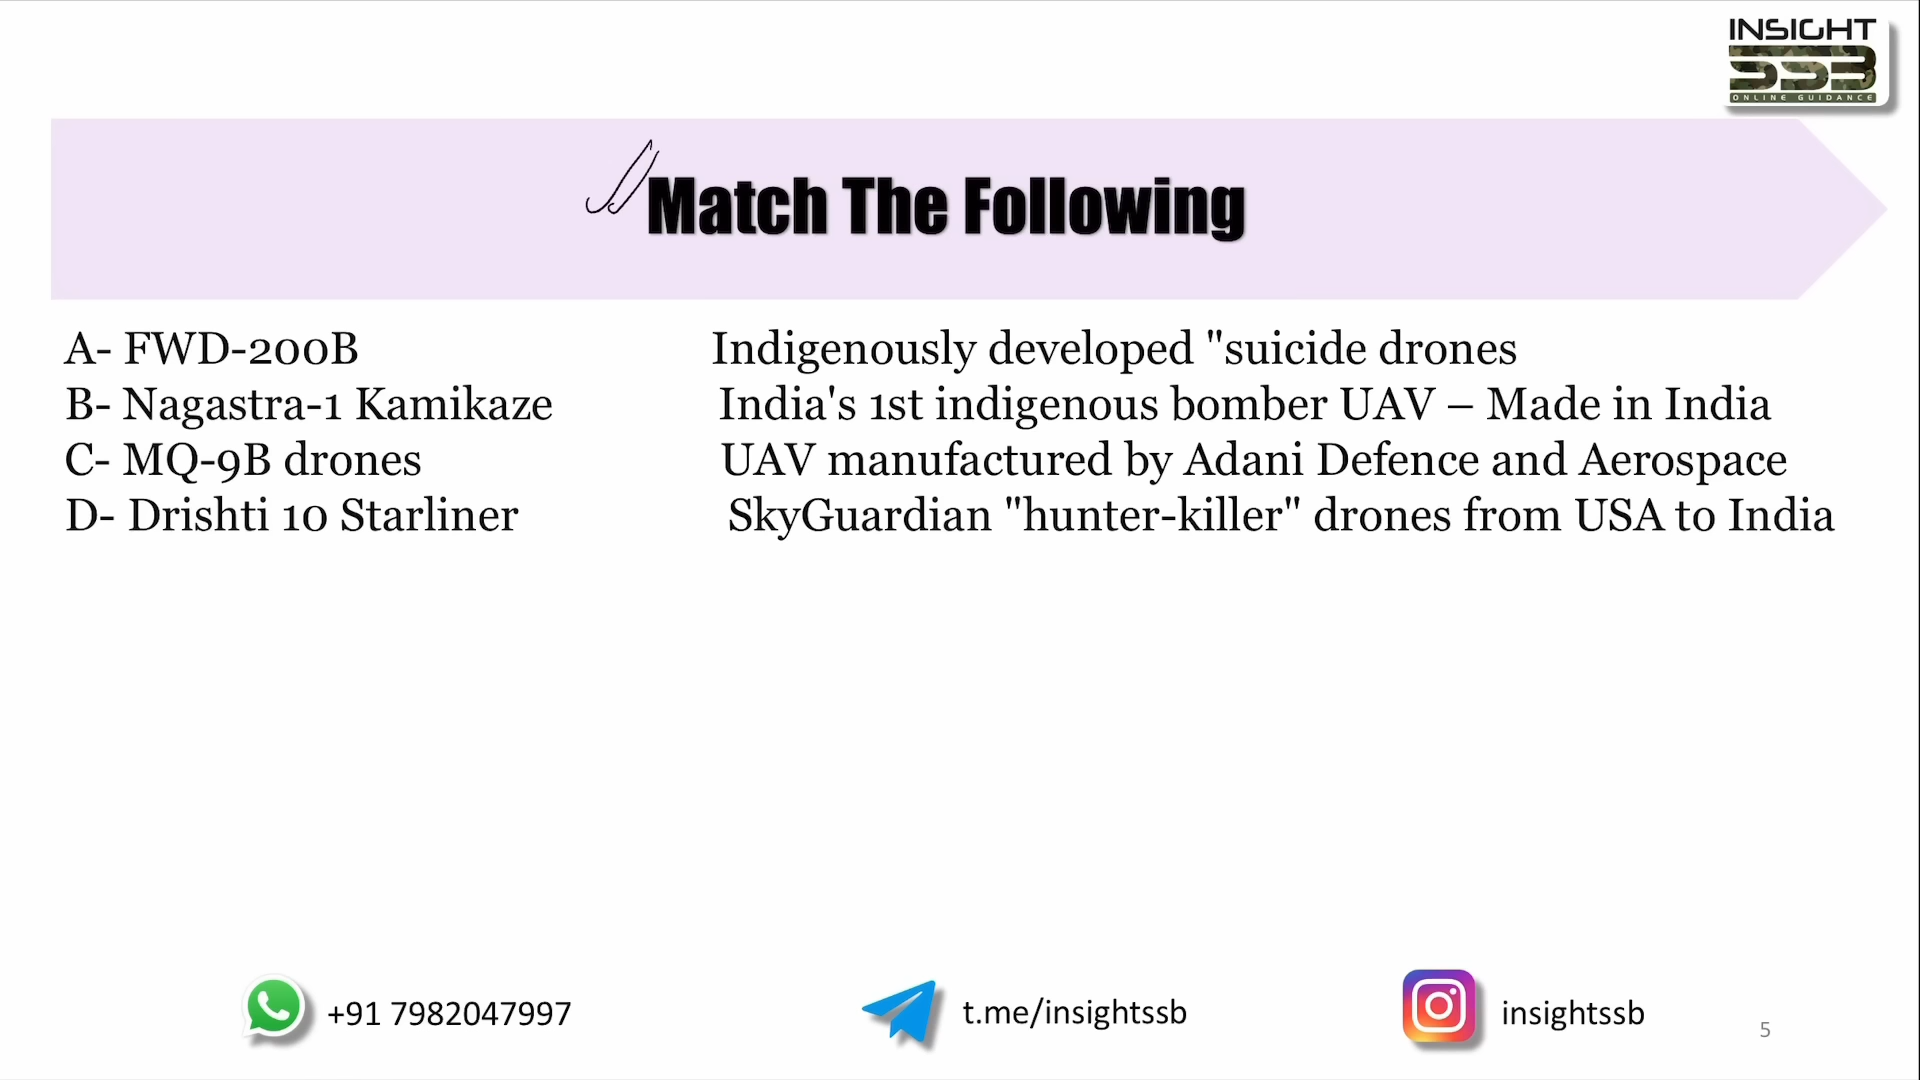 INSIGHT
SSB
ONLINE GUIDANCE
Match The Following
A- FWD-200B Indigenously developed "suicide drones
B- Nagastra-1 Kamikaze India's 1st indigenous bomber UAV – Made in India
C- MQ-9B drones UAV manufactured by Adani Defence and Aerospace
D- Drishti 10 Starliner SkyGuardian "hunter-killer" drones from USA to India
+91 7982047997 t.me/insightssb insightssb 5